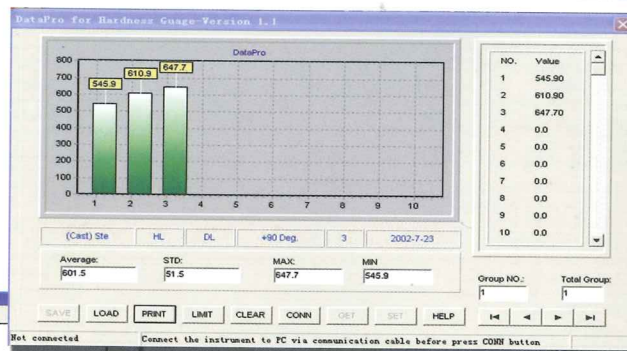 DataPro for Hardness Guage-Version 1.1
DataPro
800
700
600
500
400
300
200
100
0
545.9
610.9
647.7
1 2 3 4 5 6 7 8 9 10
(Cast) Ste HL DL +90 Deg. 3 2002-7-23
Average: STD: MAX: MIN
601.5 51.5 647.7 545.9
NO. Value
1 545.90
2 610.90
3 647.70
4 0.0
5 0.0
6 0.0
7 0.0
8 0.0
9 0.0
10 0.0
Group NO.: Total Group:
1 1
SAVE LOAD PRINT LIMIT CLEAR CONN GET SET HELP
Not connected Connect the instrument to PC via communication cable before press CONN button